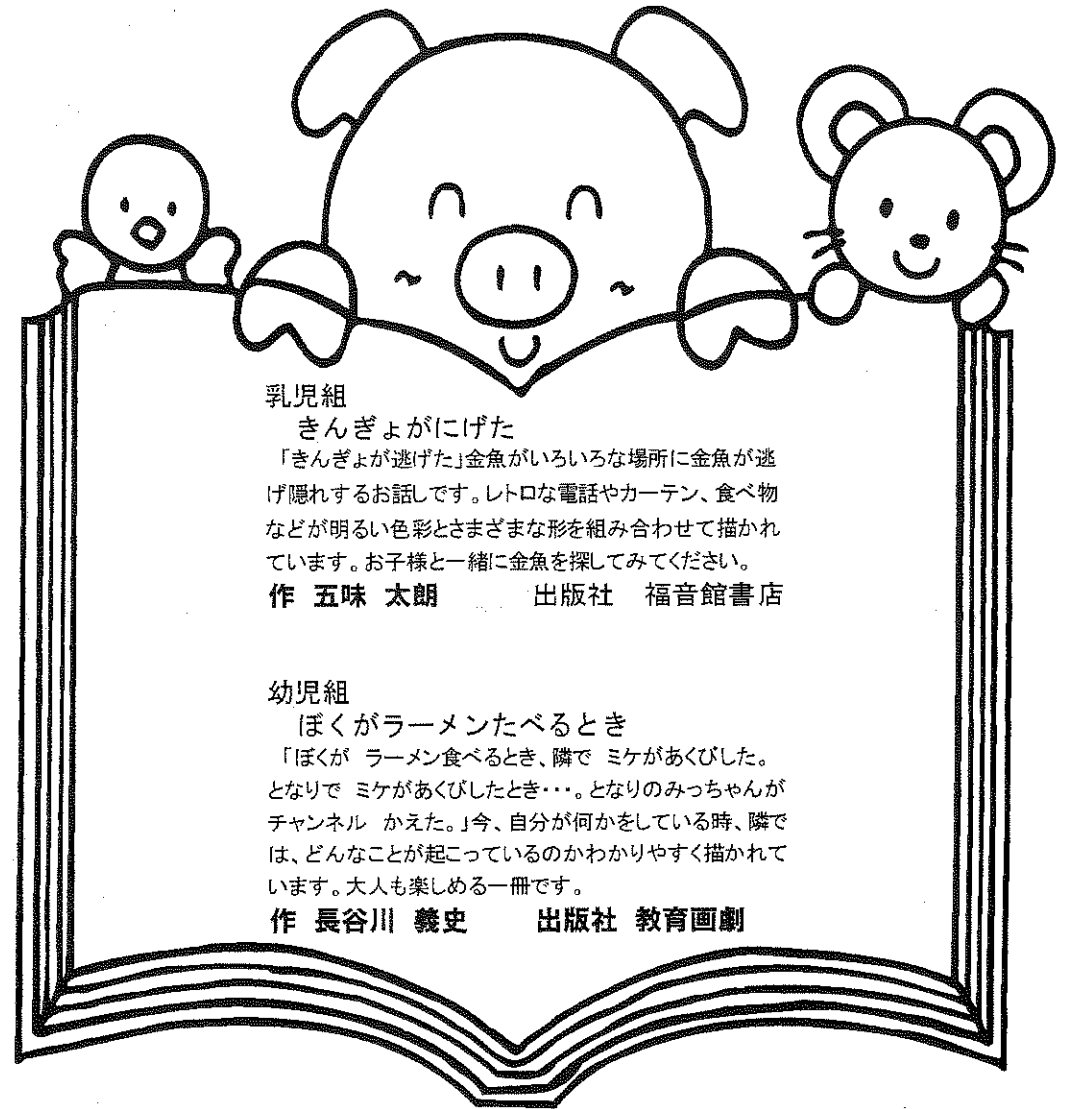 乳児組
きんぎょがにげた
「きんぎょが逃げた」金魚がいろいろな場所に金魚が逃
げ隠れするお話しです。レトロな電話やカーテン、食べ物
などが明るい色彩とさまざまな形を組み合わせて描かれ
ています。お子様と一緒に金魚を探してみてください。
作 五味 太朗　　出版社　福音館書店
幼児組
ぼくがラーメンたべるとき
「ぼくが　ラーメン食べるとき、隣で ミケがあくびした。
となりで ミケがあくびしたとき・・・。となりのみっちゃんが
チャンネル　かえた。」今、自分が何かをしている時、隣で
は、どんなことが起こっているのかわかりやすく描かれて
います。大人も楽しめる一冊です。
作 長谷川 義史　　出版社 教育画劇